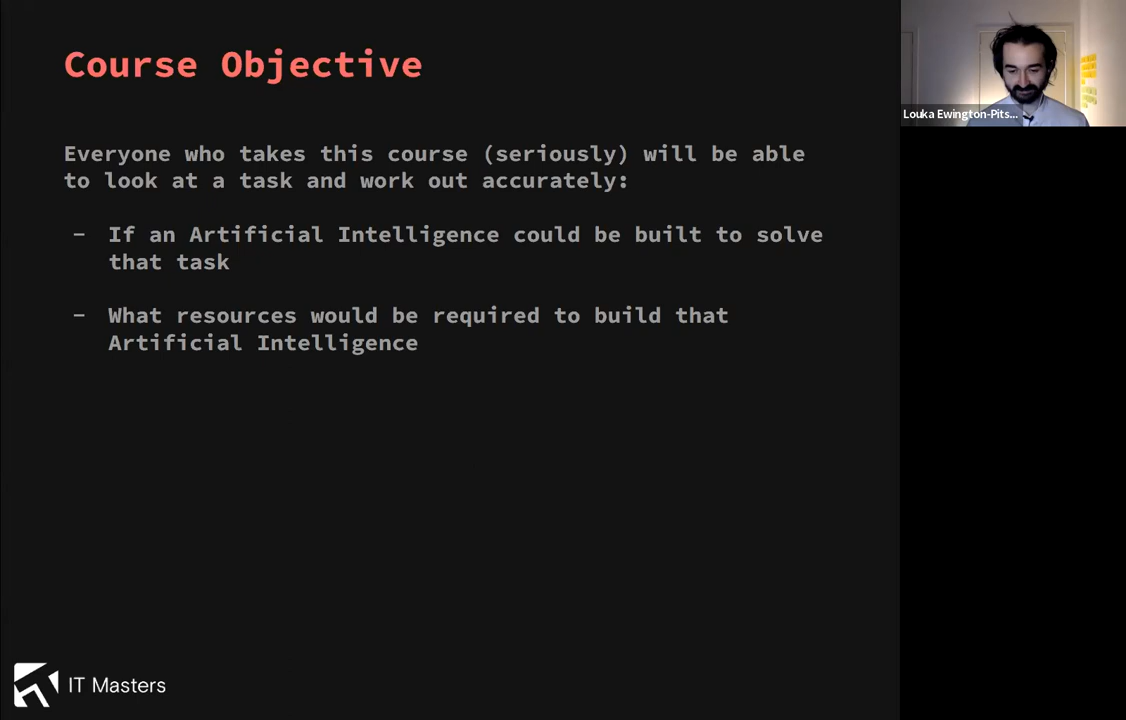 Course Objective
Everyone who takes this course (seriously) will be able
to look at a task and work out accurately:
- If an Artificial Intelligence could be built to solve
that task
- What resources would be required to build that
Artificial Intelligence
IT Masters
Louka Ewington-Pits...